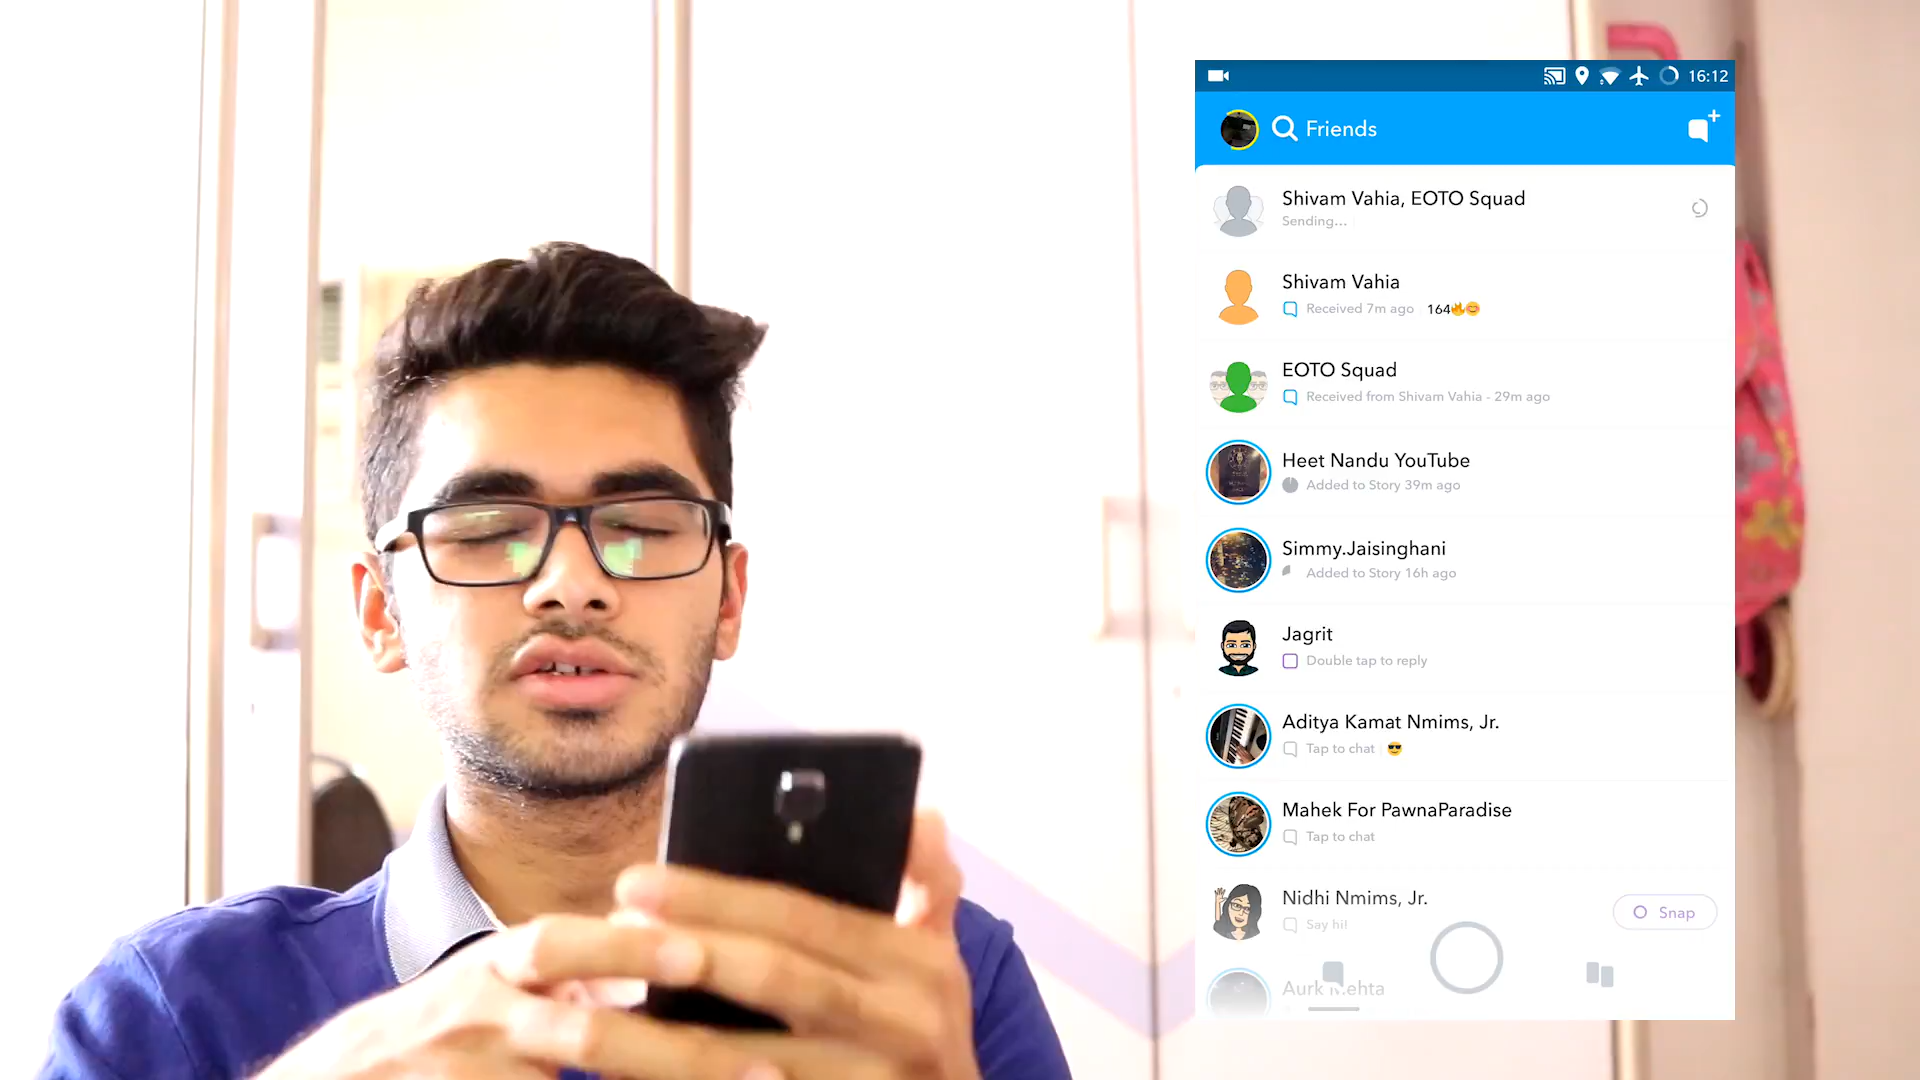 16:12
Friends
Shivam Vahia, EOTO Squad
Sending...
Shivam Vahia
Received 7m ago 164🔥😊
EOTO Squad
Received from Shivam Vahia - 29m ago
Heet Nandu YouTube
Added to Story 39m ago
Simmy.Jaisinghani
Added to Story 16h ago
Jagrit
Double tap to reply
Aditya Kamat Nmims, Jr.
Tap to chat 😎
Mahek For PawnaParadise
Tap to chat
Nidhi Nmims, Jr.
Say hi!
Snap
Aurk Mehta